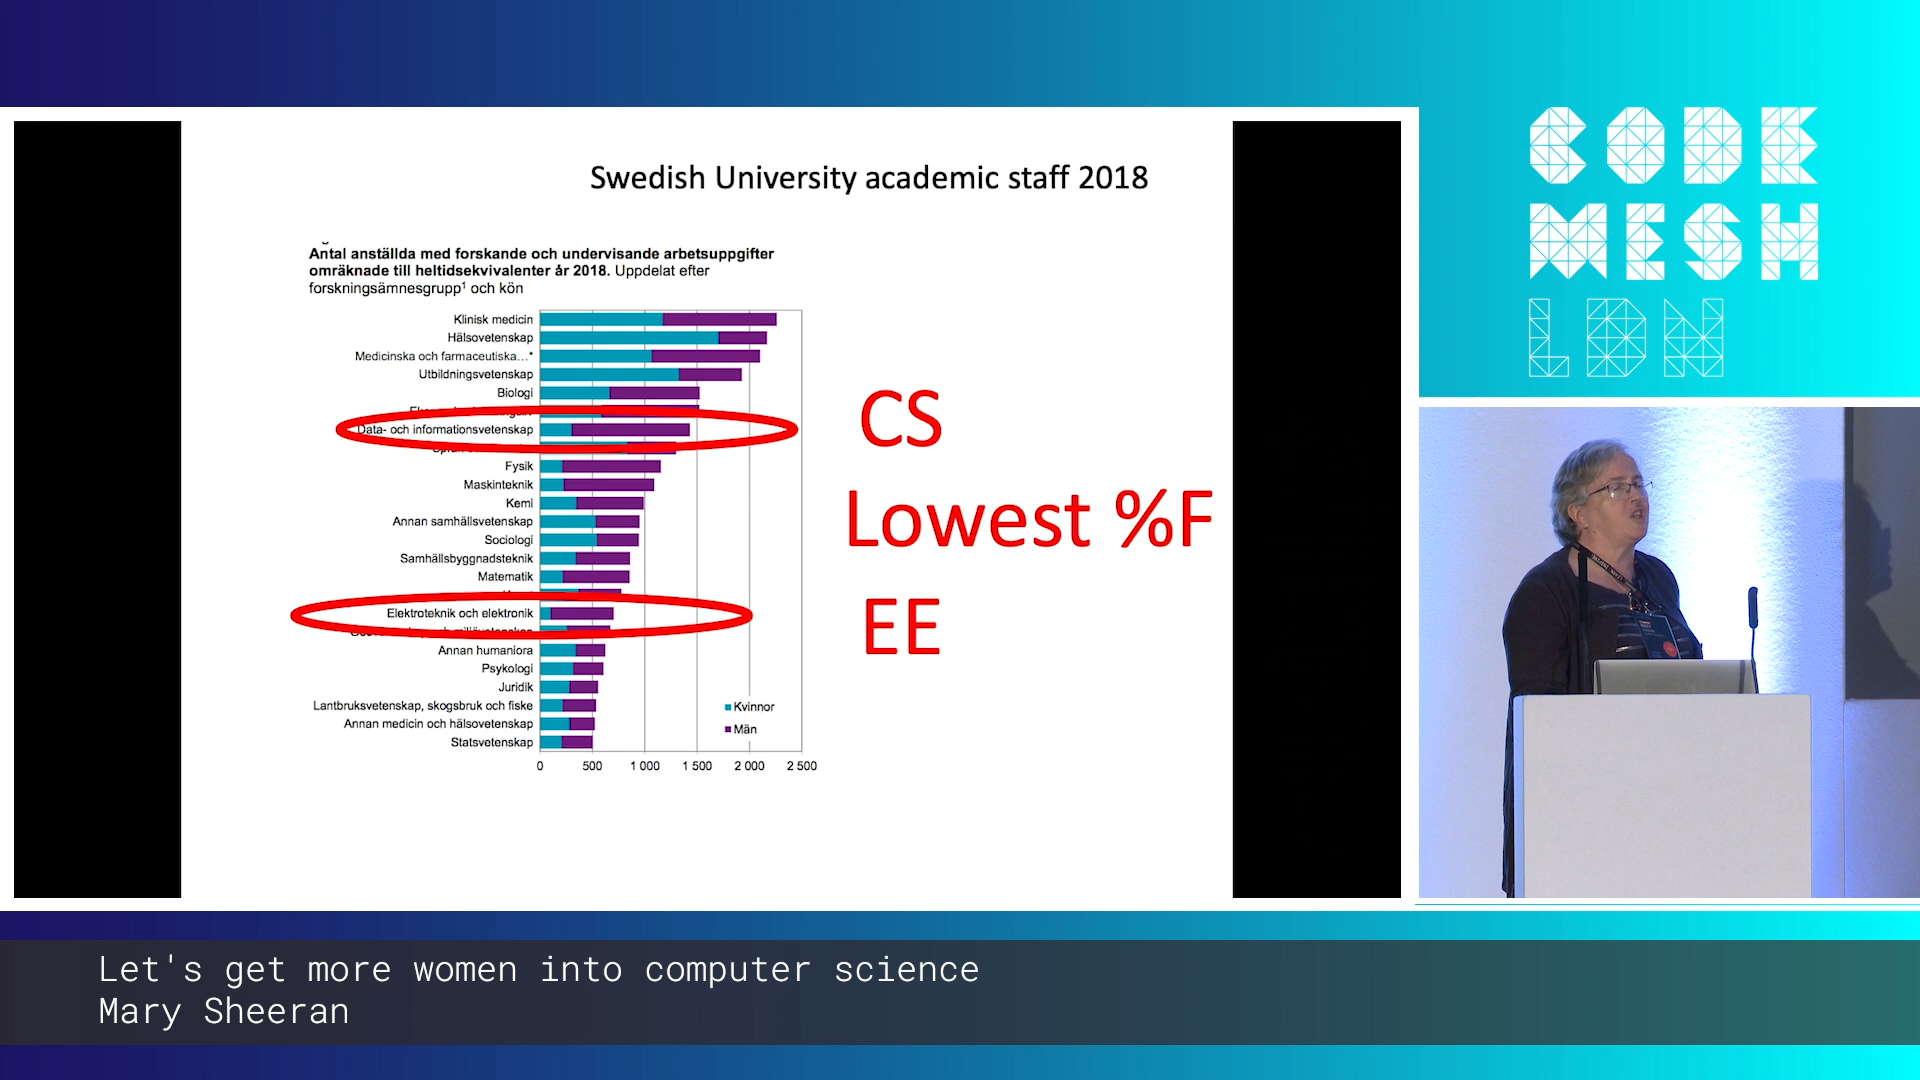 Swedish University academic staff 2018
Antal anställda med forskande och undervisande arbetsuppgifter
omräknade till heltidsekvivalenter år 2018. Uppdelat efter
forskningsämnesgrupp¹ och kön
Klinisk medicin
Hälsovetenskap
Medicinska och farmaceutiska…*
Utbildningsvetenskap
Biologi
Data- och informationsvetenskap
Fysik
Maskinteknik
Kemi
Annan samhällsvetenskap
Sociologi
Samhällsbyggnadsteknik
Matematik
Elektroteknik och elektronik
Annan humaniora
Psykologi
Juridik
Lantbruksvetenskap, skogsbruk och fiske
Annan medicin och hälsovetenskap
Statsvetenskap
Kvinnor
Män
0 500 1 000 1 500 2 000 2 500
CS
Lowest %F
EE
CODE
MESH
LDN
Let's get more women into computer science
Mary Sheeran